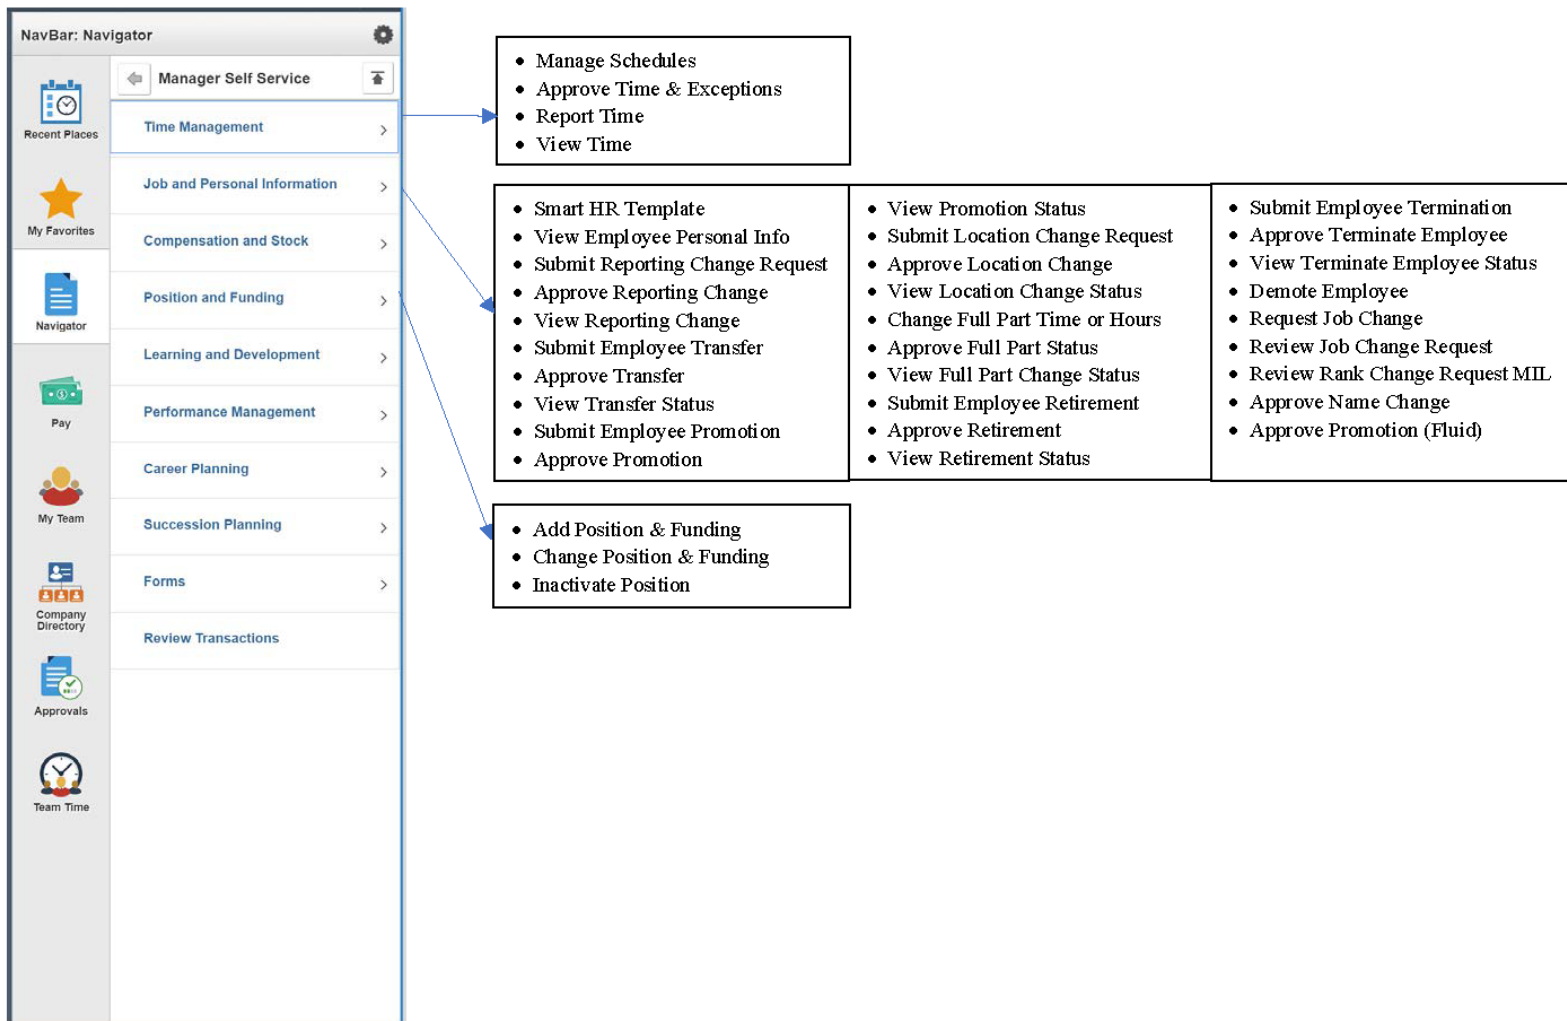 NavBar: Navigator
Recent Places
My Favorites
Navigator
Pay
My Team
Company
Directory
Approvals
Team Time
Manager Self Service
Time Management
Job and Personal Information
Compensation and Stock
Position and Funding
Learning and Development
Performance Management
Career Planning
Succession Planning
Forms
Review Transactions
• Manage Schedules
• Approve Time & Exceptions
• Report Time
• View Time
• Smart HR Template
• View Employee Personal Info
• Submit Reporting Change Request
• Approve Reporting Change
• View Reporting Change
• Submit Employee Transfer
• Approve Transfer
• View Transfer Status
• Submit Employee Promotion
• Approve Promotion
• View Promotion Status
• Submit Location Change Request
• Approve Location Change
• View Location Change Status
• Change Full Part Time or Hours
• Approve Full Part Status
• View Full Part Change Status
• Submit Employee Retirement
• Approve Retirement
• View Retirement Status
• Submit Employee Termination
• Approve Terminate Employee
• View Terminate Employee Status
• Demote Employee
• Request Job Change
• Review Job Change Request
• Review Rank Change Request MIL
• Approve Name Change
• Approve Promotion (Fluid)
• Add Position & Funding
• Change Position & Funding
• Inactivate Position